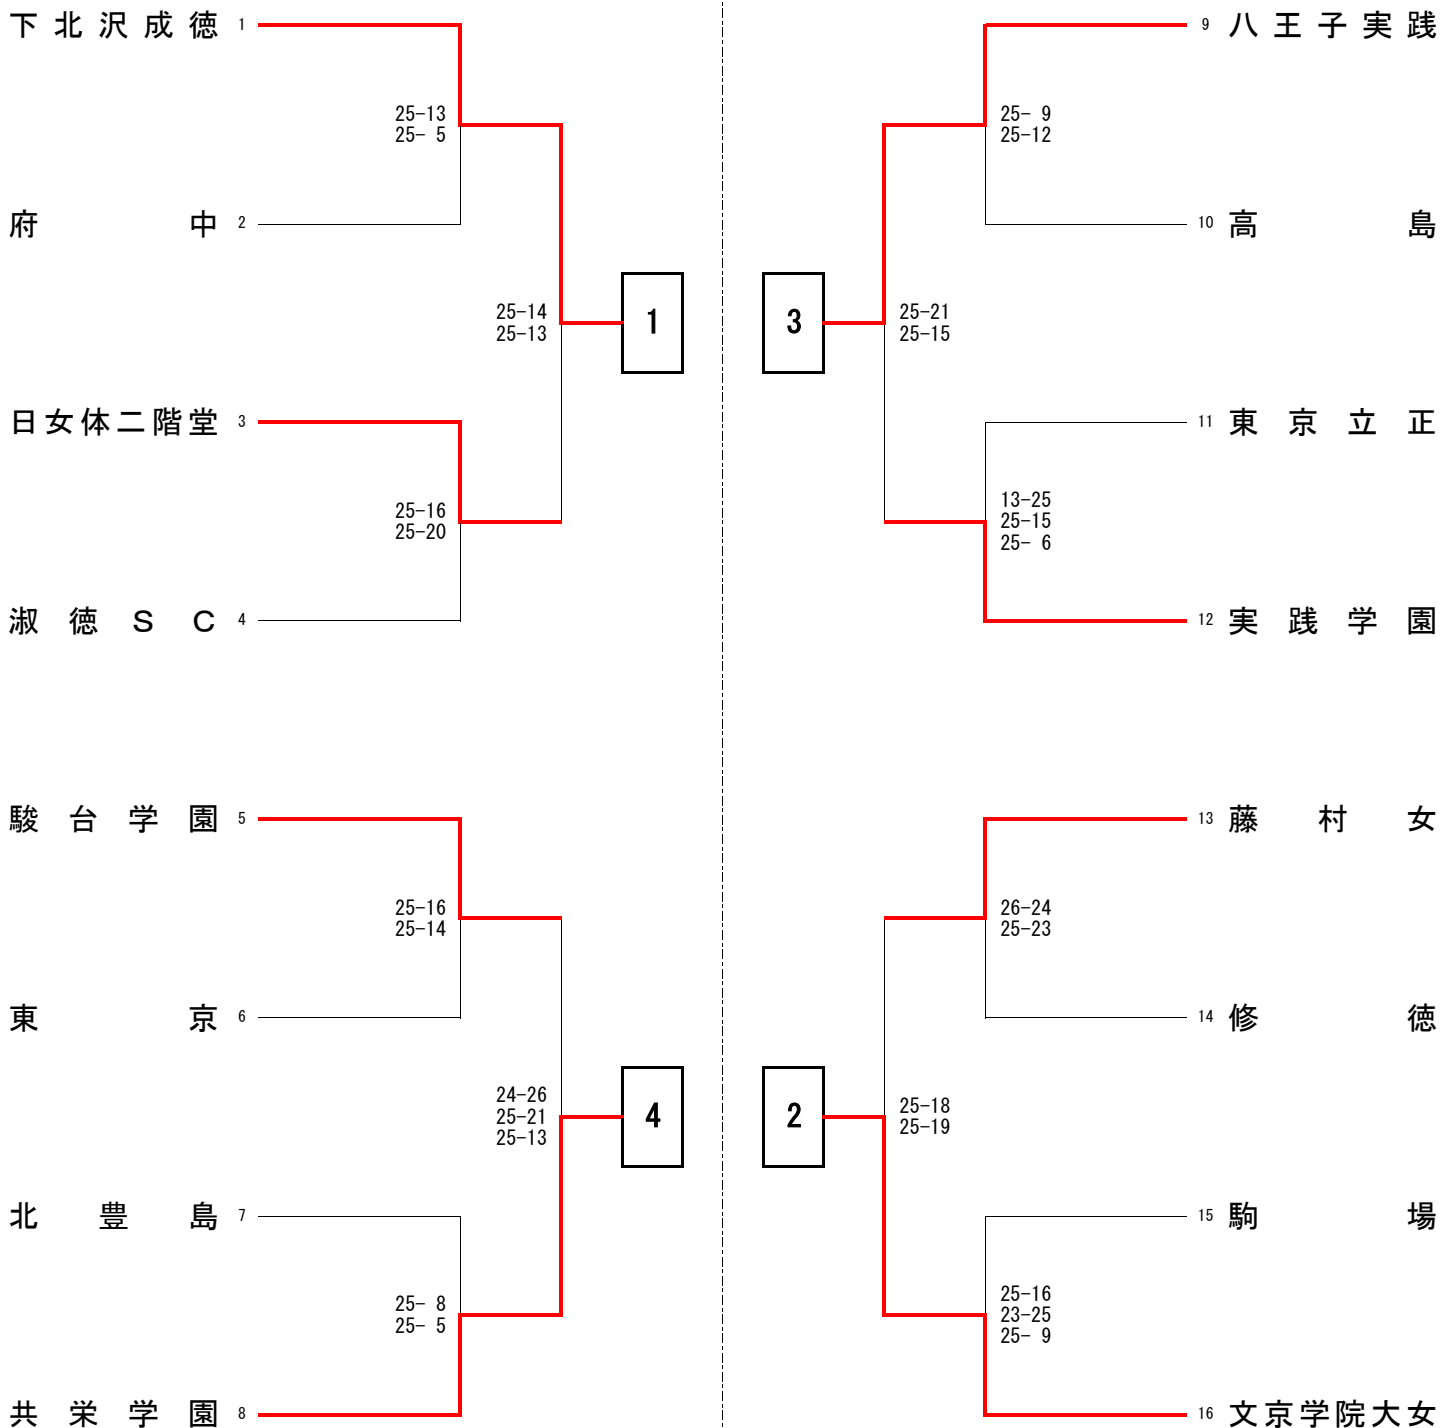 下北沢成徳 1
25-13
25- 5
府中 2
25-14
25-13
1
日女体二階堂 3
25-16
25-20
淑徳ＳＣ 4
駿台学園 5
25-16
25-14
東京 6
24-26
25-21
25-13
4
北豊島 7
25- 8
25- 5
共栄学園 8
9 八王子実践
25- 9
25-12
10 高島
3
25-21
25-15
11 東京立正
13-25
25-15
25- 6
12 実践学園
13 藤村女
26-24
25-23
14 修徳
2
25-18
25-19
15 駒場
25-16
23-25
25- 9
16 文京学院大女